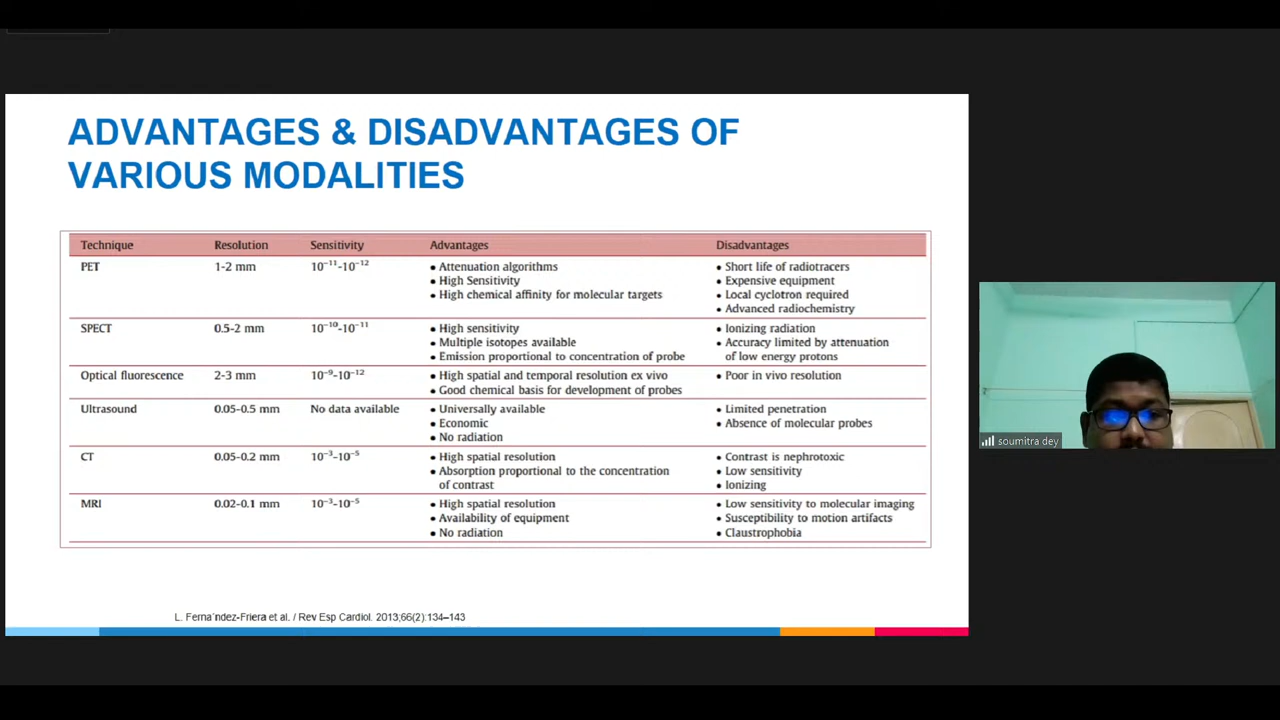 ADVANTAGES & DISADVANTAGES OF
VARIOUS MODALITIES
Technique Resolution Sensitivity Advantages Disadvantages
PET 1-2 mm 10⁻¹¹-10⁻¹² • Attenuation algorithms • Short life of radiotracers
• High Sensitivity • Expensive equipment
• High chemical affinity for molecular targets • Local cyclotron required
• Advanced radiochemistry
SPECT 0.5-2 mm 10⁻¹⁰-10⁻¹¹ • High sensitivity • Ionizing radiation
• Multiple isotopes available • Accuracy limited by attenuation
• Emission proportional to concentration of probe of low energy protons
Optical fluorescence 2-3 mm 10⁻⁹-10⁻¹² • High spatial and temporal resolution ex vivo • Poor in vivo resolution
• Good chemical basis for development of probes
Ultrasound 0.05-0.5 mm No data available • Universally available • Limited penetration
• Economic • Absence of molecular probes
• No radiation
CT 0.05-0.2 mm 10⁻³-10⁻⁵ • High spatial resolution • Contrast is nephrotoxic
• Absorption proportional to the concentration • Low sensitivity
of contrast • Ionizing
MRI 0.02-0.1 mm 10⁻³-10⁻⁵ • High spatial resolution • Low sensitivity to molecular imaging
• Availability of equipment • Susceptibility to motion artifacts
• No radiation • Claustrophobia
L. Ferna´ndez-Friera et al. / Rev Esp Cardiol. 2013;66(2):134–143
soumitra dey